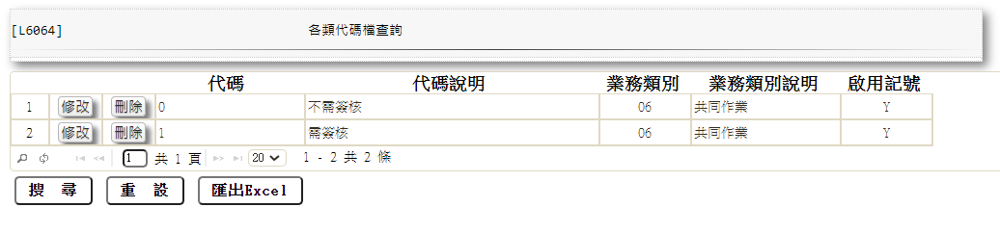 [L6064] 各類代碼檔查詢
代碼 代碼說明 業務類別 業務類別說明 啟用記號
1 修改 刪除 0 不需簽核 06 共同作業 Y
2 修改 刪除 1 需簽核 06 共同作業 Y
1 共 1 頁 20 1 - 2 共 2 條
搜 尋 重 設 匯出Excel